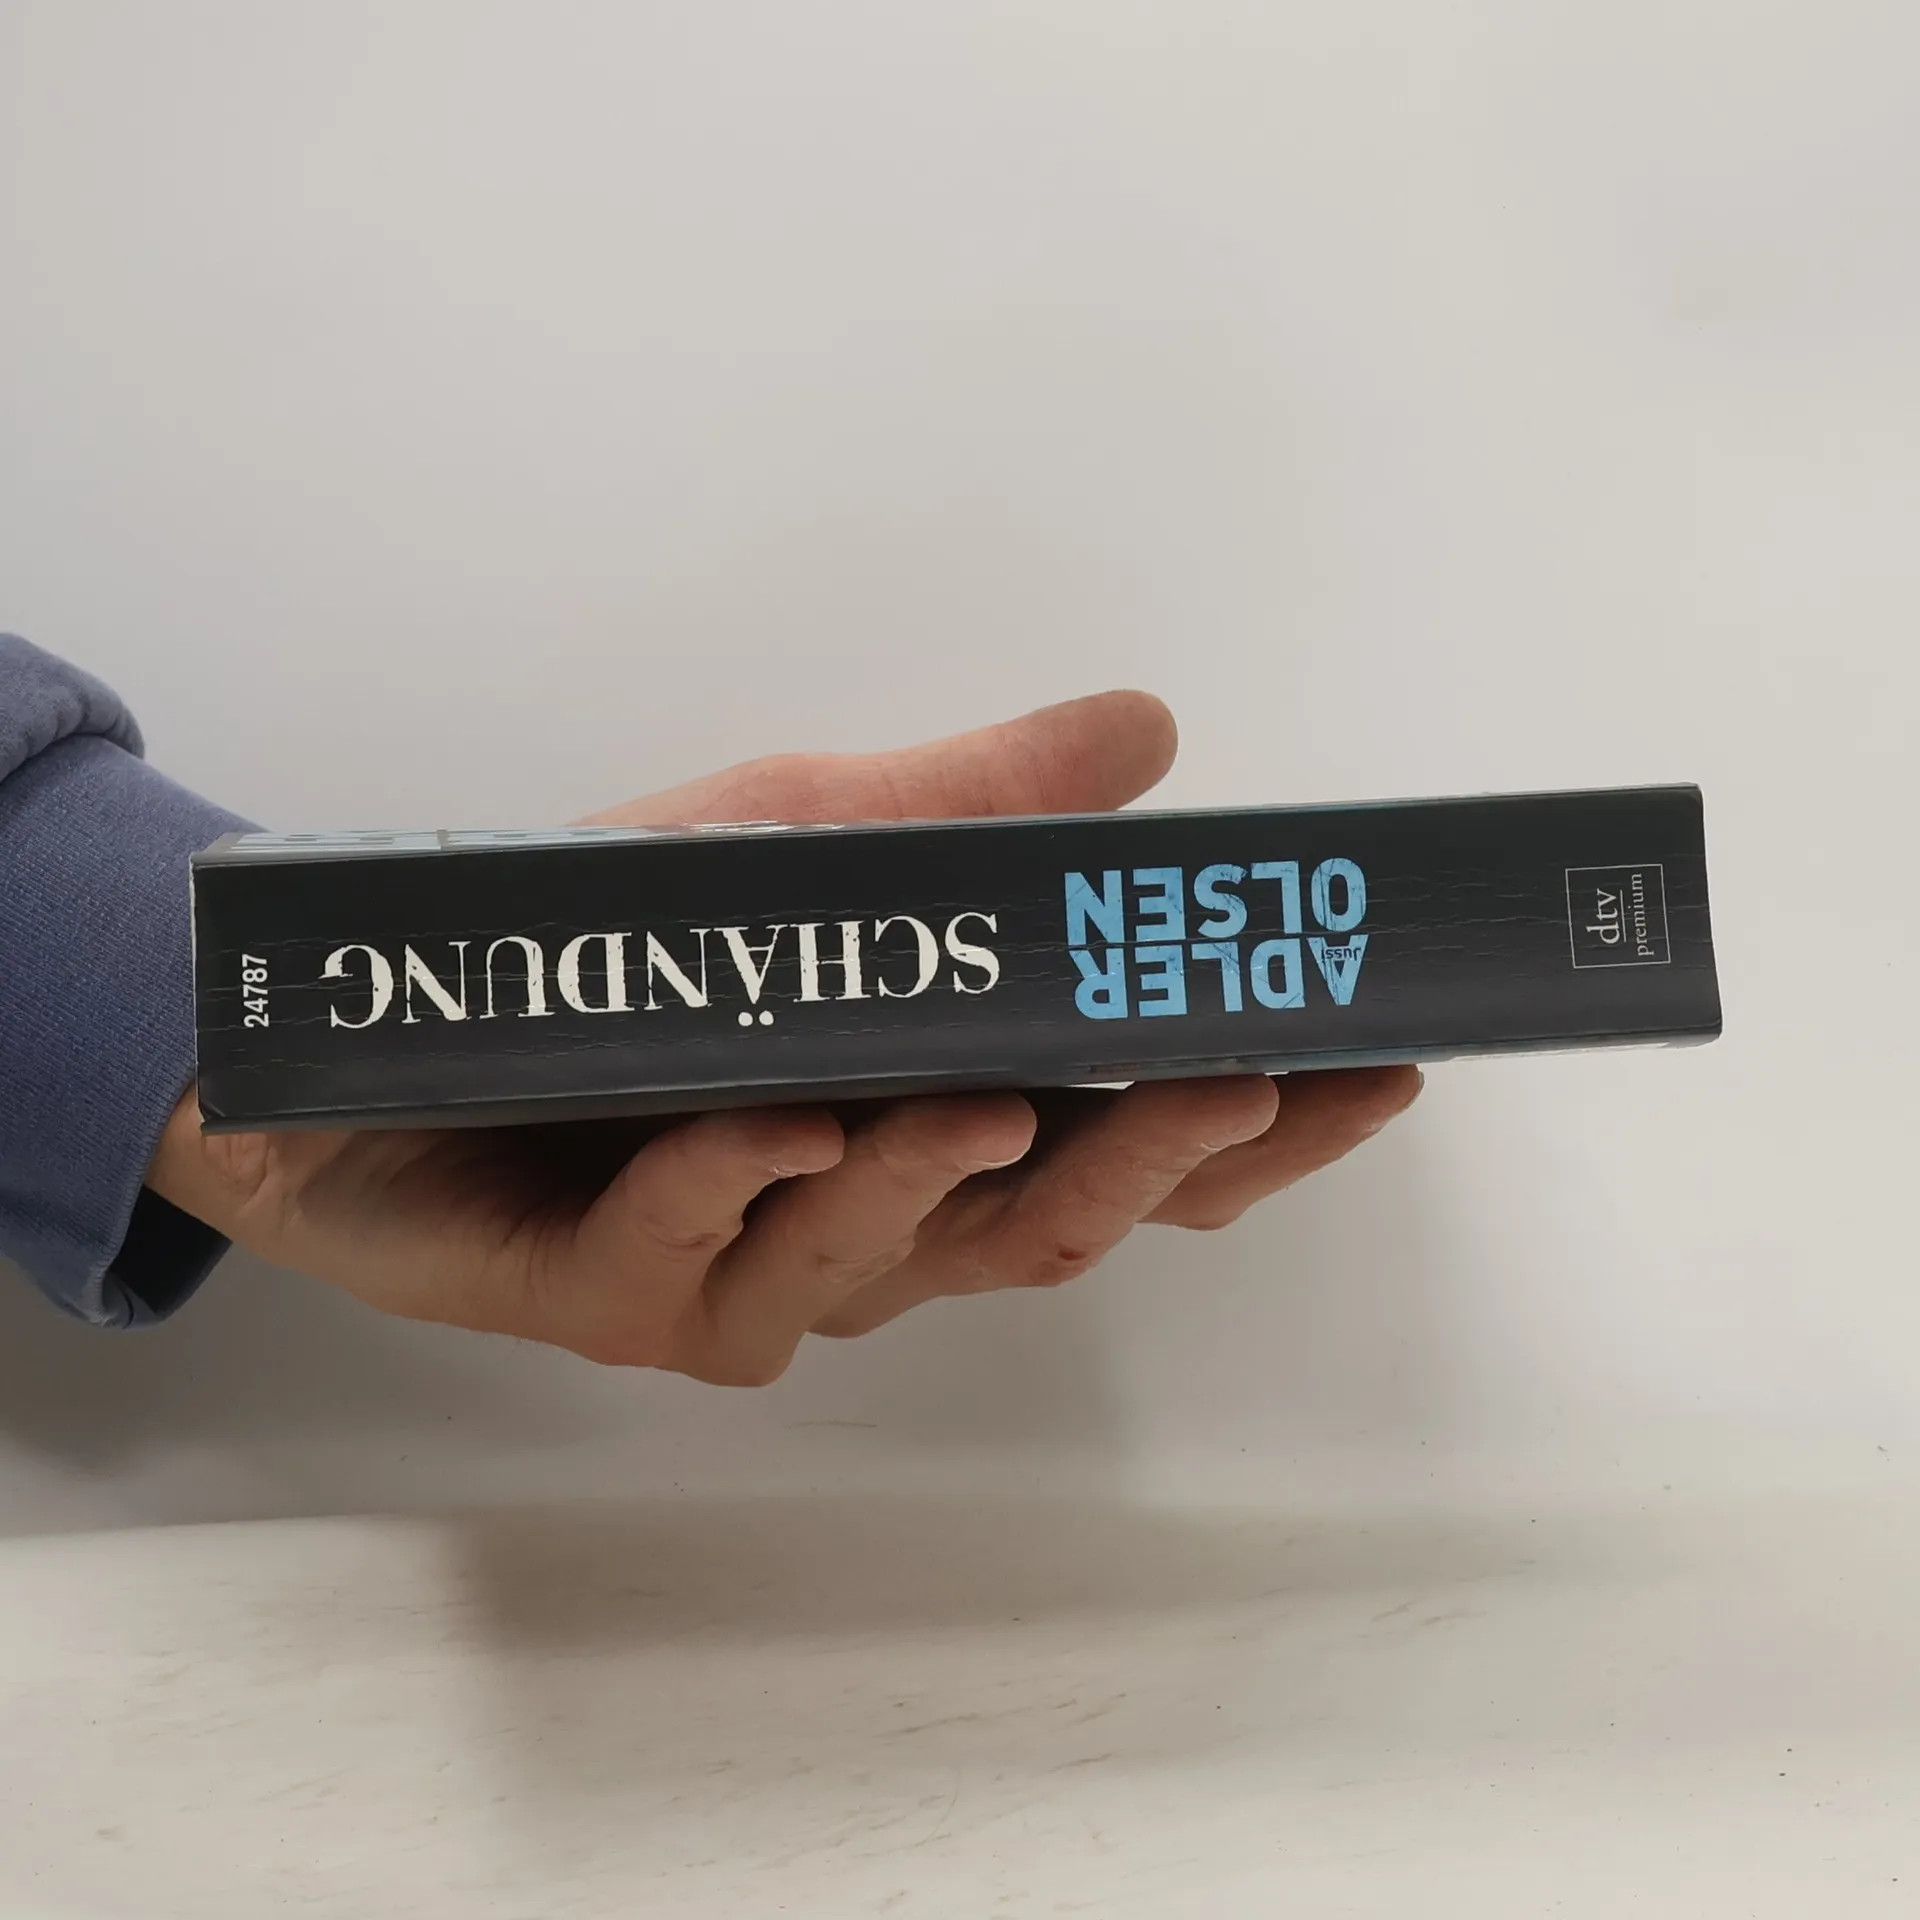 24787
SCHÄNDUNG
Jussi
ADLER
OLSEN
dtv
premium